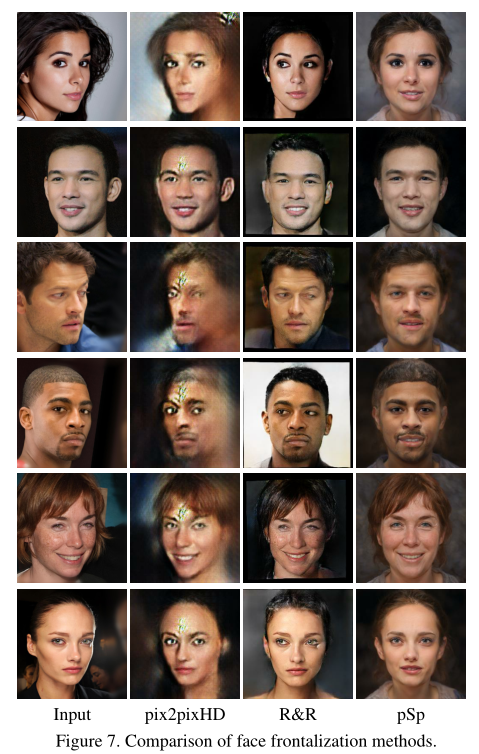 Input pix2pixHD R&R pSp
Figure 7. Comparison of face frontalization methods.